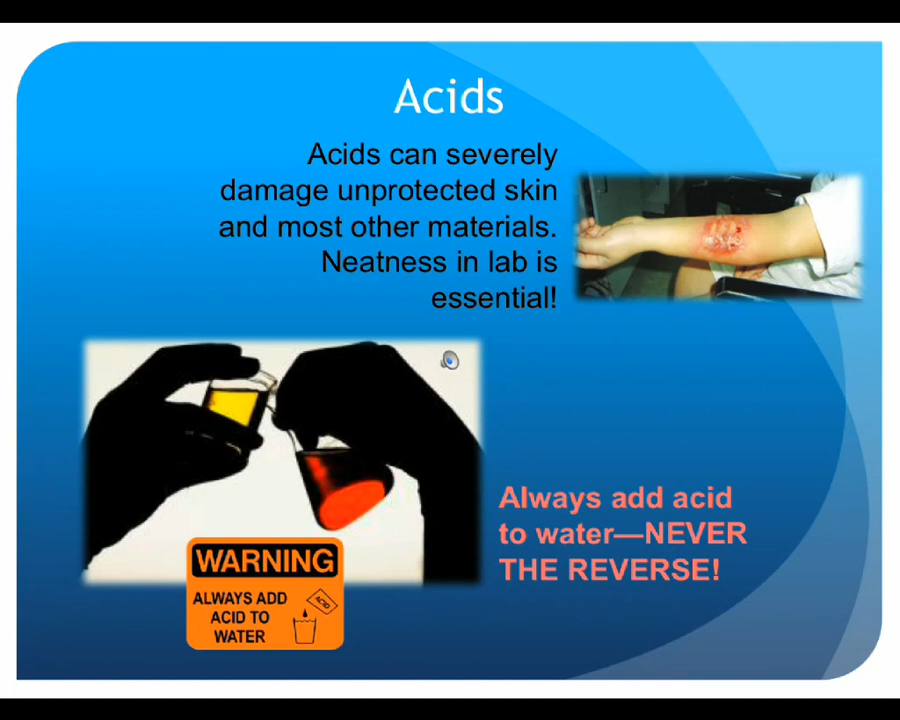 Acids
Acids can severely
damage unprotected skin
and most other materials.
Neatness in lab is
essential!
Always add acid
to water—NEVER
THE REVERSE!
WARNING
ALWAYS ADD
ACID TO
WATER
ACID